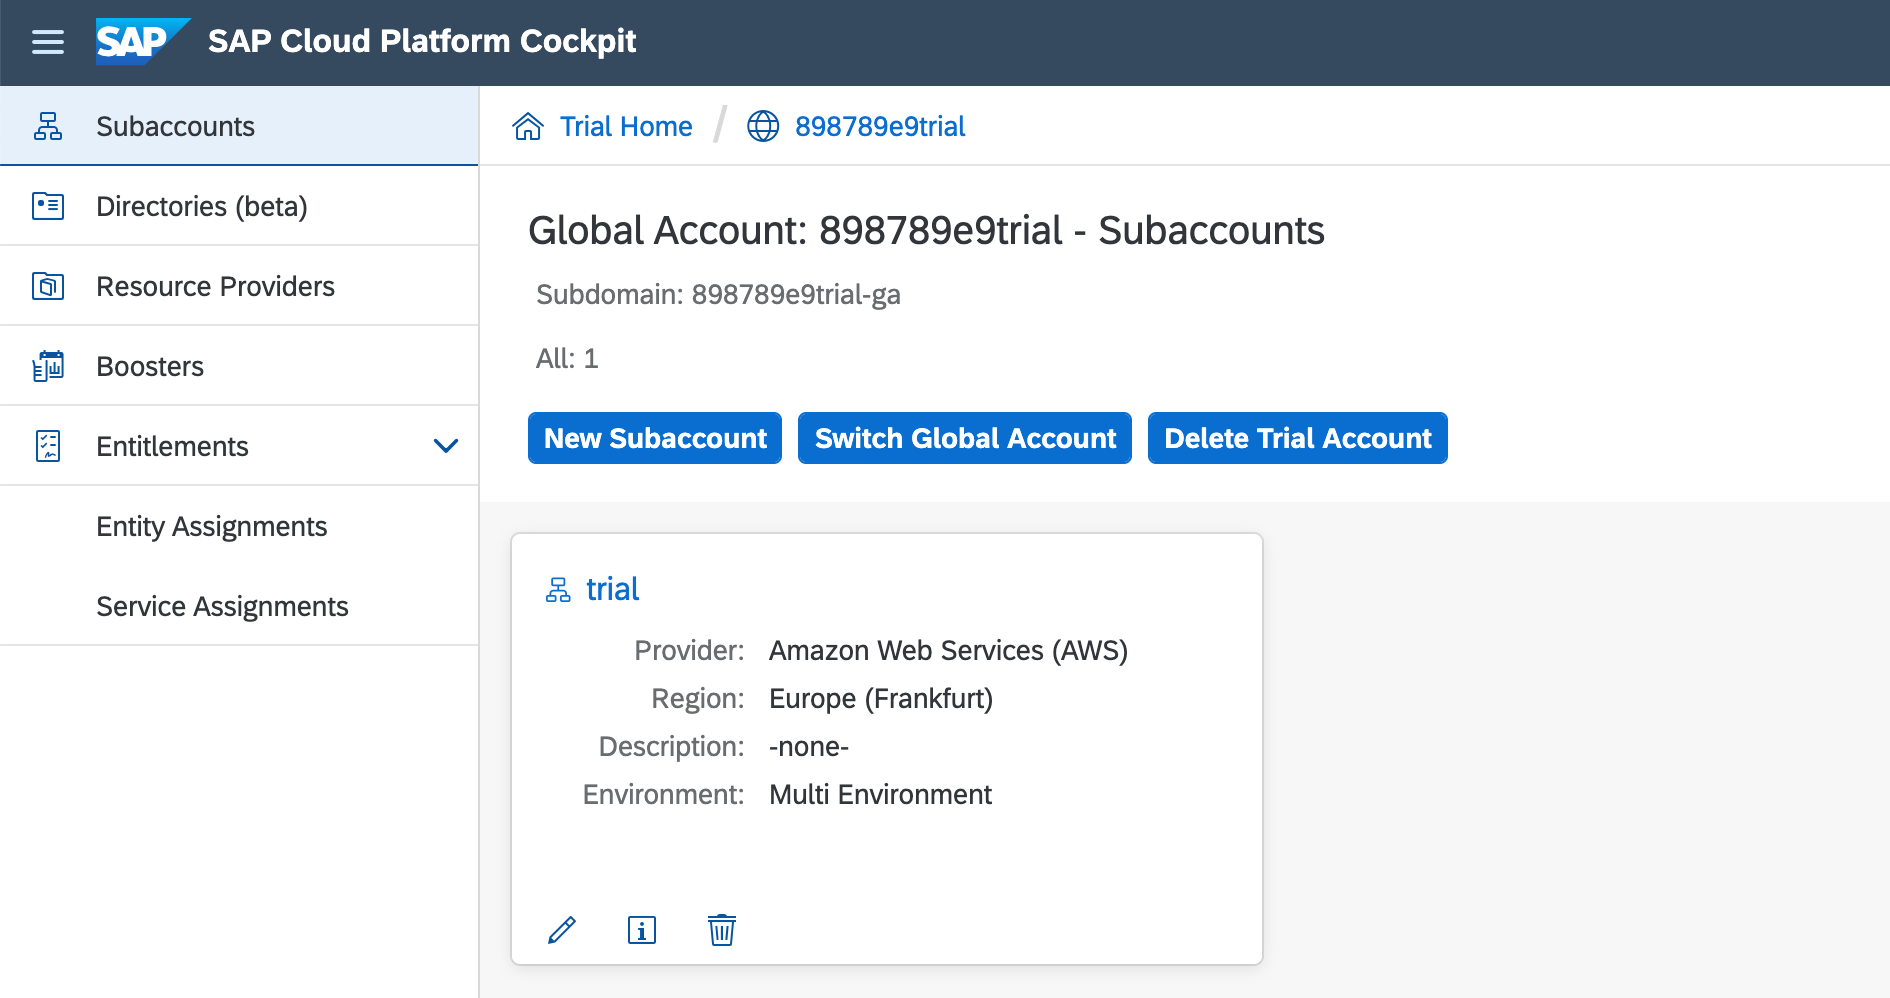 SAP SAP Cloud Platform Cockpit
Subaccounts
Directories (beta)
Resource Providers
Boosters
Entitlements
Entity Assignments
Service Assignments
Trial Home / 898789e9trial
Global Account: 898789e9trial - Subaccounts
Subdomain: 898789e9trial-ga
All: 1
New Subaccount Switch Global Account Delete Trial Account
trial
Provider: Amazon Web Services (AWS)
Region: Europe (Frankfurt)
Description: -none-
Environment: Multi Environment